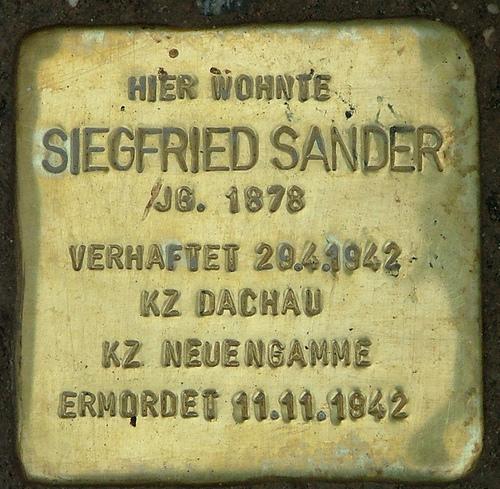 HIER WOHNTE
SIEGFRIED SANDER
JG. 1878
VERHAFTET 29.4.1942
KZ DACHAU
KZ NEUENGAMME
ERMORDET 11.11.1942